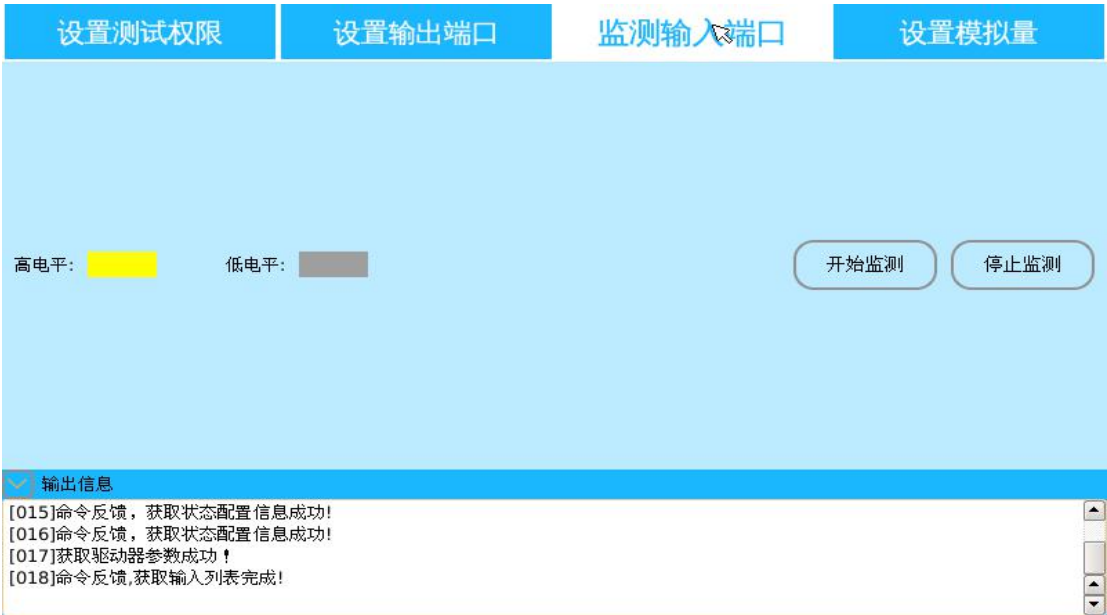 设置测试权限 设置输出端口 监测输入端口 设置模拟量
高电平: 低电平: 开始监测 停止监测
输出信息
[015]命令反馈，获取状态配置信息成功!
[016]命令反馈，获取状态配置信息成功!
[017]获取驱动器参数成功！
[018]命令反馈,获取输入列表完成!